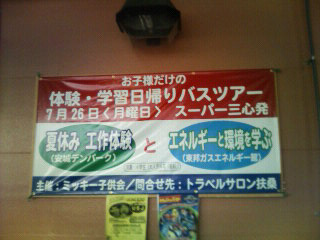 お子様だけの
体験・学習日帰りバスツアー
7月26日〈月曜日〉 スーパー三心発
夏休み 工作体験 と エネルギーと環境を学ぶ
(安城デンパーク) (東邦ガスエネルギー館)
主催：ミッキー子供会／問合せ先：トラベルサロン扶桑